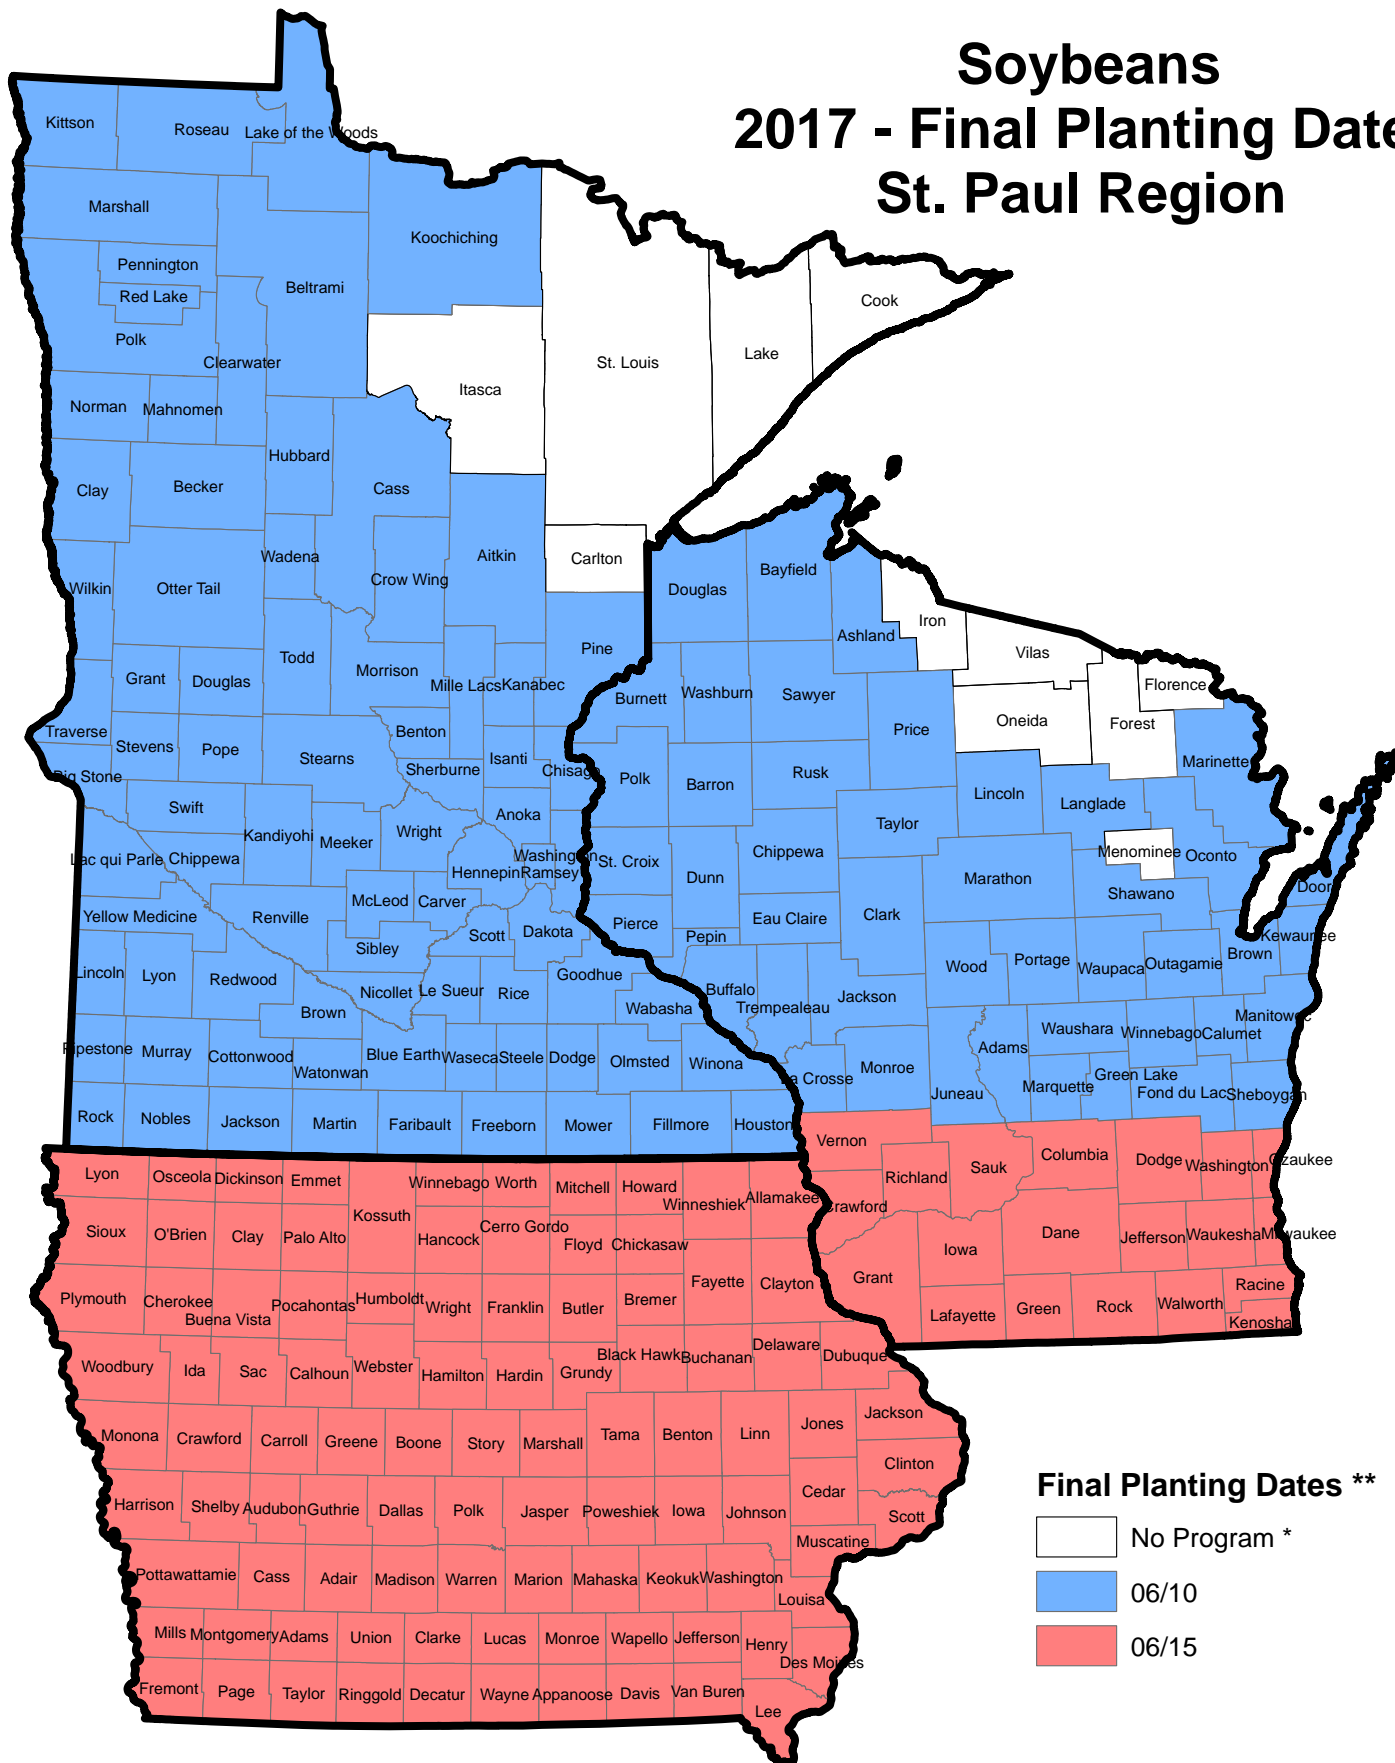 Soybeans
2017 - Final Planting Date
St. Paul Region
Kittson
Roseau
Lake of the Woods
Marshall
Koochiching
Pennington
Beltrami
Red Lake
Cook
Polk
Lake
Clearwater
St. Louis
Itasca
Norman
Mahnomen
Hubbard
Clay
Becker
Cass
Wadena
Aitkin
Carlton
Crow Wing
Wilkin
Otter Tail
Pine
Todd
Morrison
Mille Lacs
Kanabec
Grant
Douglas
Traverse
Stevens
Pope
Stearns
Benton
Isanti
Sherburne
Chisago
Big Stone
Swift
Kandiyohi
Meeker
Wright
Anoka
Lac qui Parle
Chippewa
Washington
Hennepin
Ramsey
McLeod
Carver
Yellow Medicine
Renville
Scott
Dakota
Sibley
Lincoln
Lyon
Redwood
Nicollet
Le Sueur
Rice
Goodhue
Wabasha
Brown
Pipestone
Murray
Cottonwood
Watonwan
Blue Earth
Waseca
Steele
Dodge
Olmsted
Winona
Rock
Nobles
Jackson
Martin
Faribault
Freeborn
Mower
Fillmore
Houston
Douglas
Bayfield
Ashland
Iron
Vilas
Florence
Burnett
Washburn
Sawyer
Price
Oneida
Forest
Marinette
Polk
Barron
Rusk
Lincoln
Langlade
Taylor
St. Croix
Dunn
Chippewa
Marathon
Menominee
Oconto
Shawano
Door
Pierce
Pepin
Eau Claire
Clark
Kewaunee
Wood
Portage
Waupaca
Outagamie
Brown
Buffalo
Trempealeau
Jackson
Manitowoc
Waushara
Winnebago
Calumet
Adams
La Crosse
Monroe
Juneau
Marquette
Green Lake
Fond du Lac
Sheboygan
Vernon
Richland
Sauk
Columbia
Dodge
Washington
Ozaukee
Crawford
Dane
Jefferson
Waukesha
Milwaukee
Iowa
Grant
Racine
Lafayette
Green
Rock
Walworth
Kenosha
Lyon
Osceola
Dickinson
Emmet
Winnebago
Worth
Mitchell
Howard
Winneshiek
Allamakee
Kossuth
Sioux
O'Brien
Clay
Palo Alto
Hancock
Cerro Gordo
Floyd
Chickasaw
Fayette
Clayton
Plymouth
Cherokee
Buena Vista
Pocahontas
Humboldt
Wright
Franklin
Butler
Bremer
Woodbury
Ida
Sac
Calhoun
Webster
Hamilton
Hardin
Grundy
Black Hawk
Buchanan
Delaware
Dubuque
Monona
Crawford
Carroll
Greene
Boone
Story
Marshall
Tama
Benton
Linn
Jones
Jackson
Clinton
Harrison
Shelby
Audubon
Guthrie
Dallas
Polk
Jasper
Poweshiek
Iowa
Johnson
Cedar
Scott
Muscatine
Pottawattamie
Cass
Adair
Madison
Warren
Marion
Mahaska
Keokuk
Washington
Louisa
Mills
Montgomery
Adams
Union
Clarke
Lucas
Monroe
Wapello
Jefferson
Henry
Des Moines
Fremont
Page
Taylor
Ringgold
Decatur
Wayne
Appanoose
Davis
Van Buren
Lee
Final Planting Dates **
No Program *
06/10
06/15